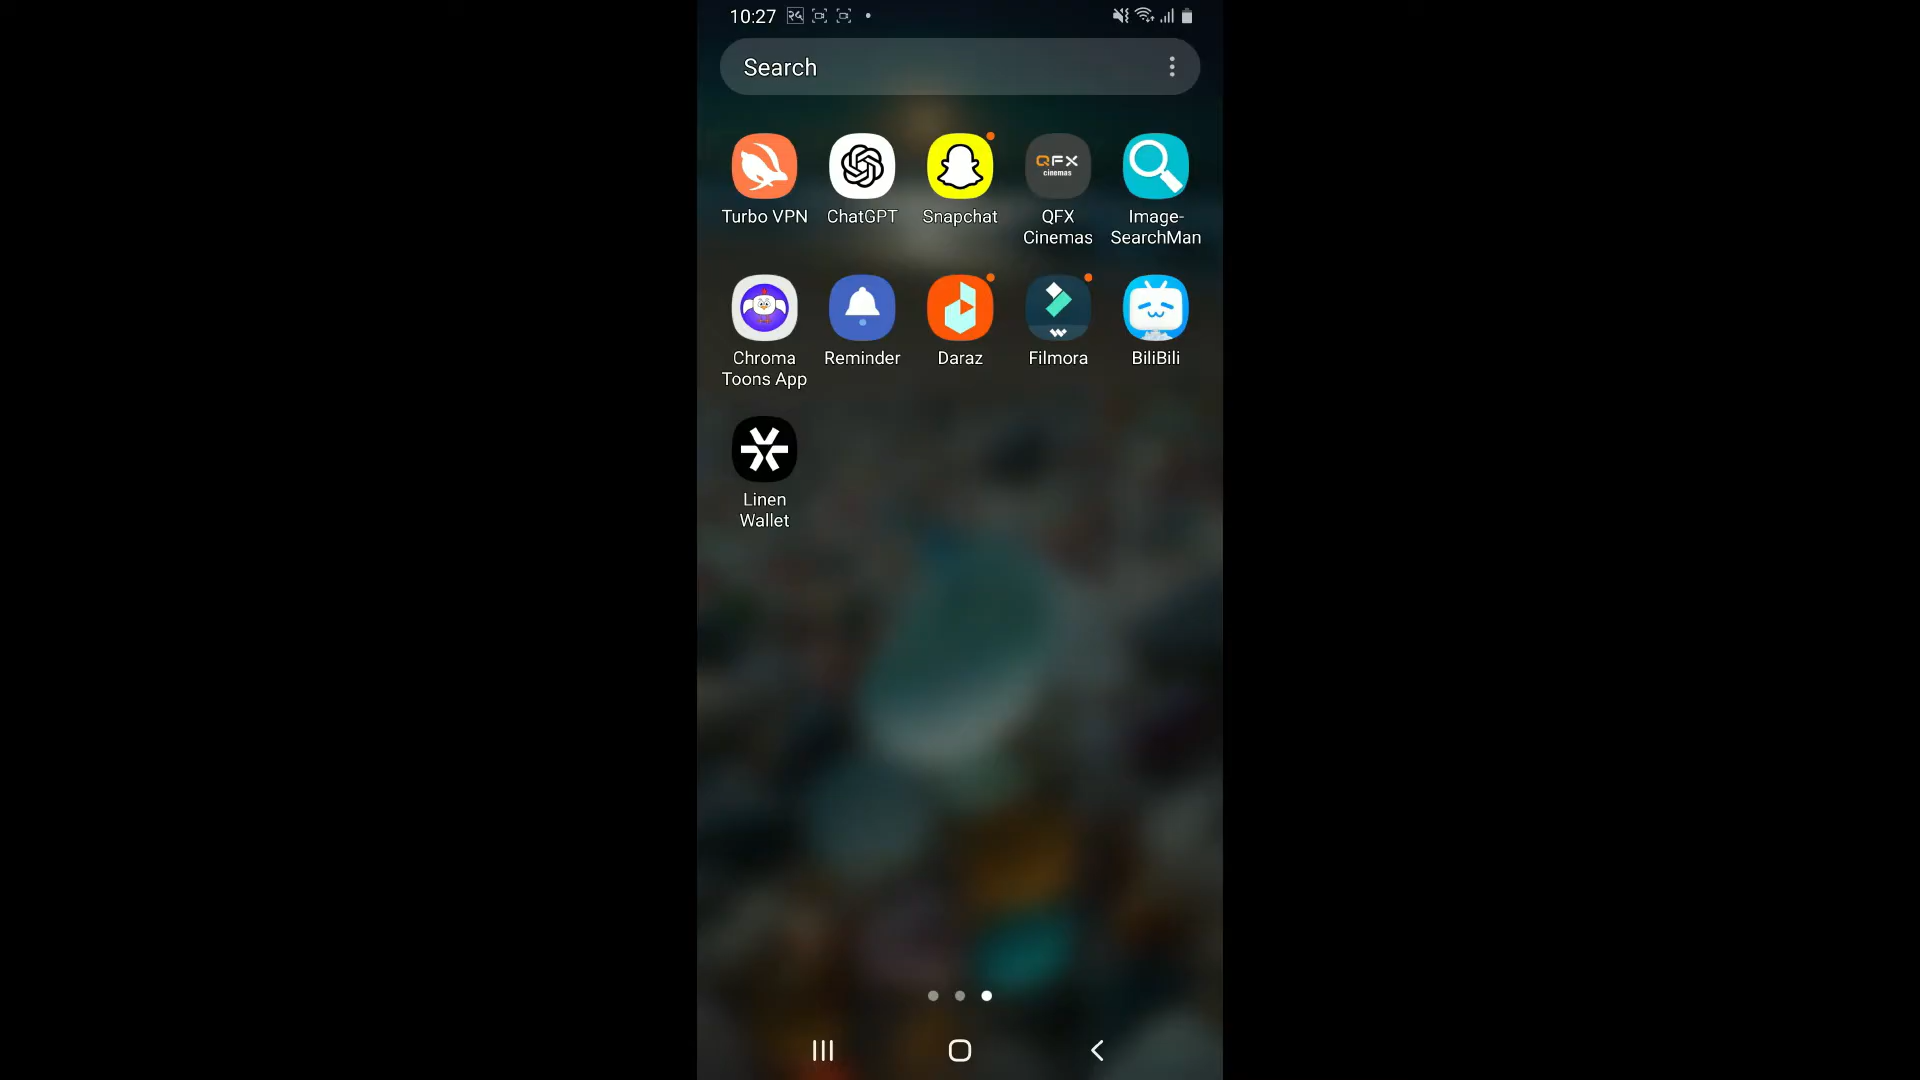 10:27
Search
QFX
cinemas
Turbo VPN
ChatGPT
Snapchat
QFX
Cinemas
Image-
SearchMan
Chroma
Toons App
Reminder
Daraz
Filmora
BiliBili
Linen
Wallet